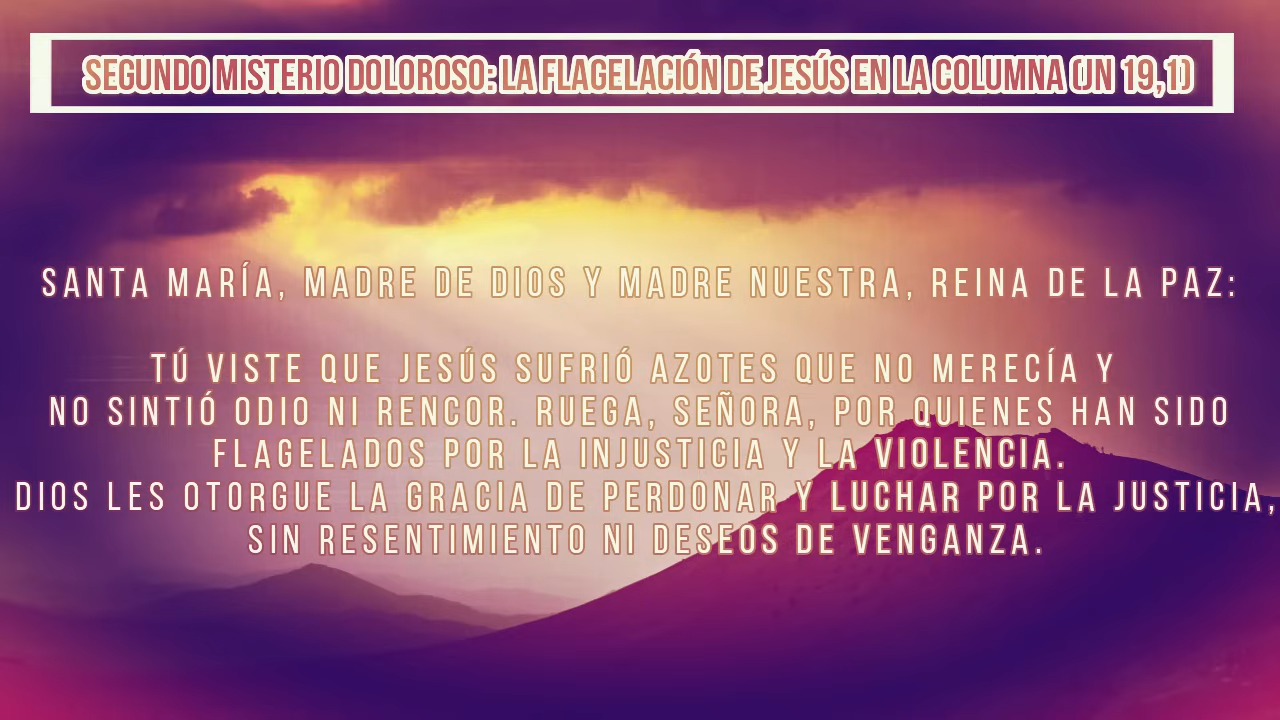 SEGUNDO MISTERIO DOLOROSO: LA FLAGELACIÓN DE JESÚS EN LA COLUMNA (JN 19,1)
SANTA MARÍA, MADRE DE DIOS Y MADRE NUESTRA, REINA DE LA PAZ:
TÚ VISTE QUE JESÚS SUFRIÓ AZOTES QUE NO MERECÍA Y
NO SINTIÓ ODIO NI RENCOR. RUEGA, SEÑORA, POR QUIENES HAN SIDO
FLAGELADOS POR LA INJUSTICIA Y LA VIOLENCIA.
DIOS LES OTORGUE LA GRACIA DE PERDONAR Y LUCHAR POR LA JUSTICIA,
SIN RESENTIMIENTO NI DESEOS DE VENGANZA.